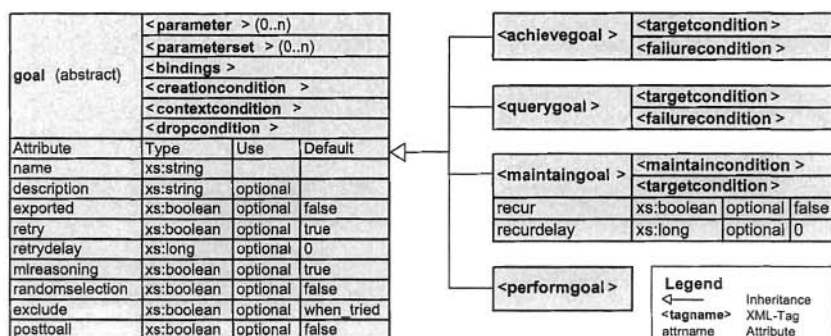 goal (abstract)
<parameter > (0..n)
<parameterset > (0..n)
<bindings >
<creationcondition >
<contextcondition >
<dropcondition >
Attribute Type Use Default
name xs:string
description xs:string optional
exported xs:boolean optional false
retry xs:boolean optional true
retrydelay xs:long optional 0
mlreasoning xs:boolean optional true
randomselection xs:boolean optional false
exclude xs:boolean optional when_tried
posttoall xs:boolean optional false
<achievegoal >
<targetcondition >
<failurecondition >
<querygoal >
<targetcondition >
<failurecondition >
<maintaingoal >
<maintaincondition >
<targetcondition >
recur xs:boolean optional false
recurdelay xs:long optional 0
<performgoal >
Legend
Inheritance
<tagname> XML-Tag
attrname Attribute